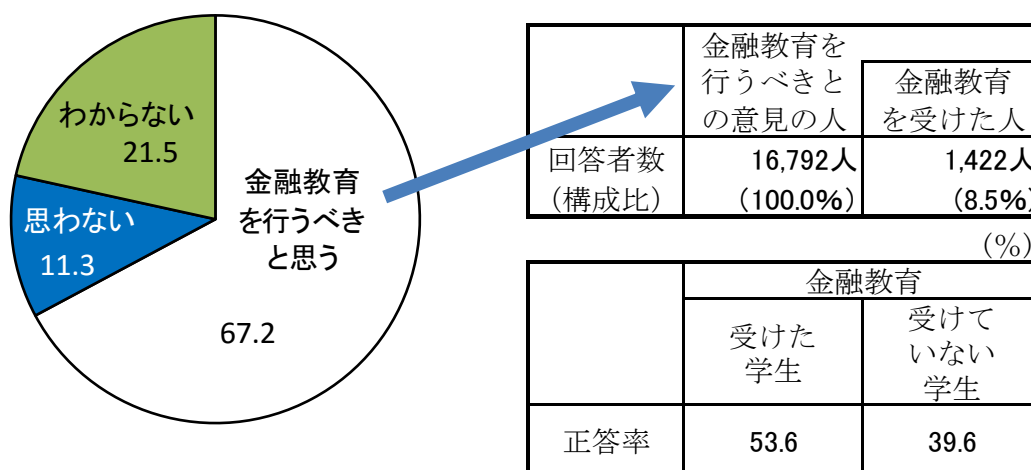 わからない
21.5
思わない
11.3
金融教育
を行うべき
と思う
67.2
金融教育を
行うべきと
の意見の人
金融教育
を受けた人
回答者数
(構成比)
16,792人
(100.0%)
1,422人
(8.5%)
(%)
金融教育
受けた
学生
受けて
いない
学生
正答率
53.6
39.6